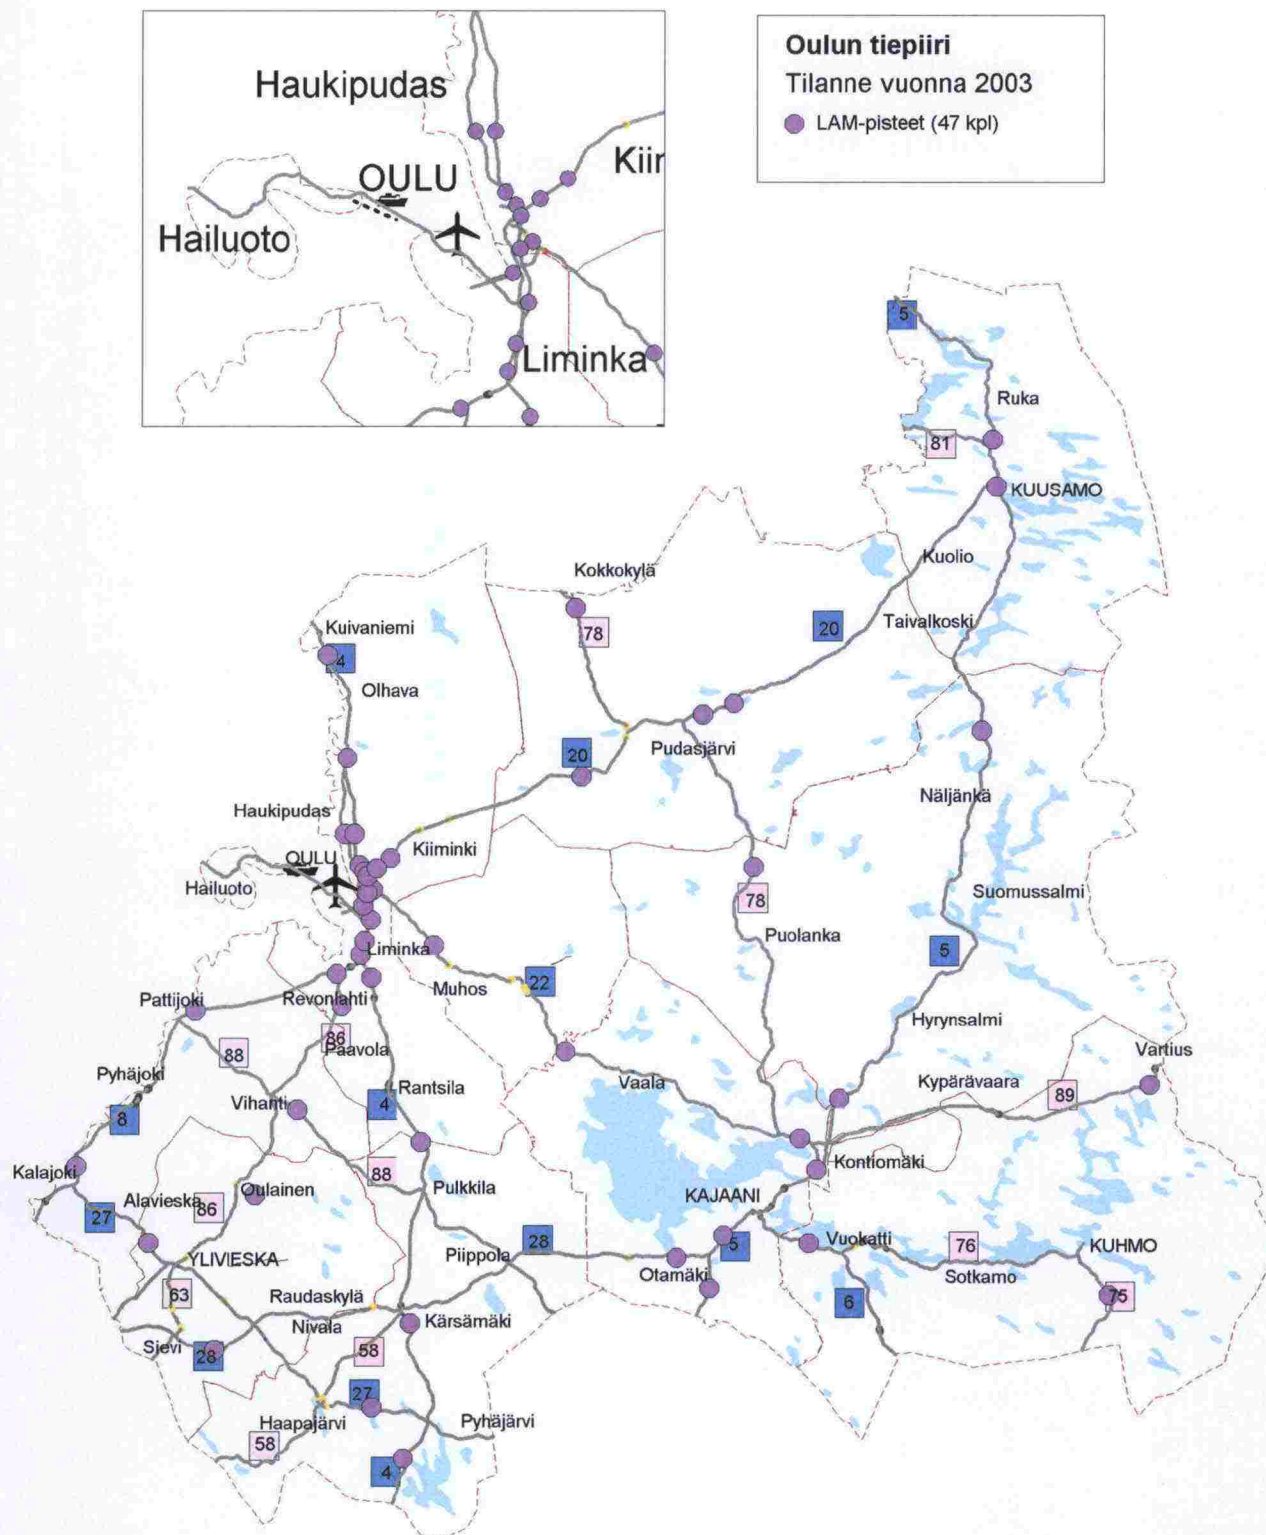 Haukipudas
Kiir
OULU
Hailuoto
Liminka
Oulun tiepiiri
Tilanne vuonna 2003
LAM-pisteet (47 kpl)
5
Ruka
81
KUUSAMO
Kuolio
Kokkokylä
78
20
Taivalkoski
Kuivaniemi
4
Olhava
20
Pudasjärvi
Näljänkä
Haukipudas
Kiiminki
OULU
Hailuoto
78
Suomussalmi
Puolanka
5
Liminka
Muhos
22
Pattijoki
Revonlahti
Hyrynsalmi
86
Paavola
88
Vartius
Pyhäjoki
Rantsila
Vaala
Kypärävaara
89
Vihanti
4
8
Kalajoki
88
Kontiomäki
Oulainen
Pulkkila
KAJAANI
Alavieska
86
27
28
5
Vuokatti
76
KUHMO
YLIVIESKA
Piippola
Otamäki
Sotkamo
63
Raudaskylä
6
75
Nivala
Kärsämäki
Sievi
28
58
27
Haapajärvi
Pyhäjärvi
58
4